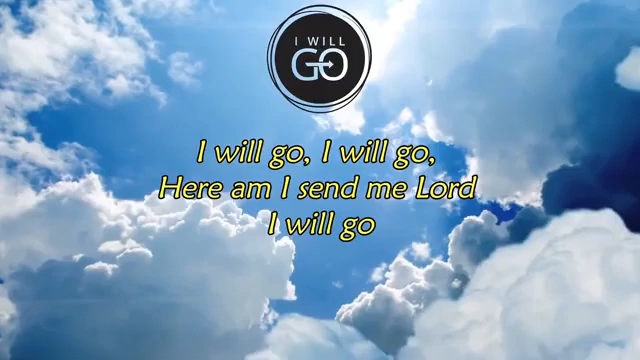 I WILL
GO
I will go, I will go,
Here am I send me Lord
I will go